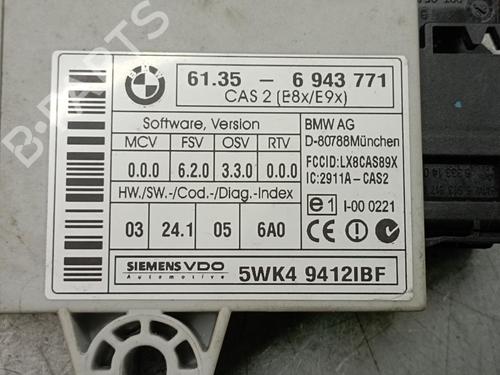 BMW
61.35 - 6 943 771
CAS 2 (E8x/E9x)
Software, Version
MCV FSV OSV RTV
0.0.0 6.2.0 3.3.0 0.0.0
HW./SW.-/Cod.-/Diag.-Index
03 24.1 05 6A0
BMW AG
D-80788München
FCCID:LX8CAS89X
IC:2911A-CAS2
e1 I-00 0221
CE
SIEMENS VDO
Automotive
5WK4 9412IBF
B-PARTS